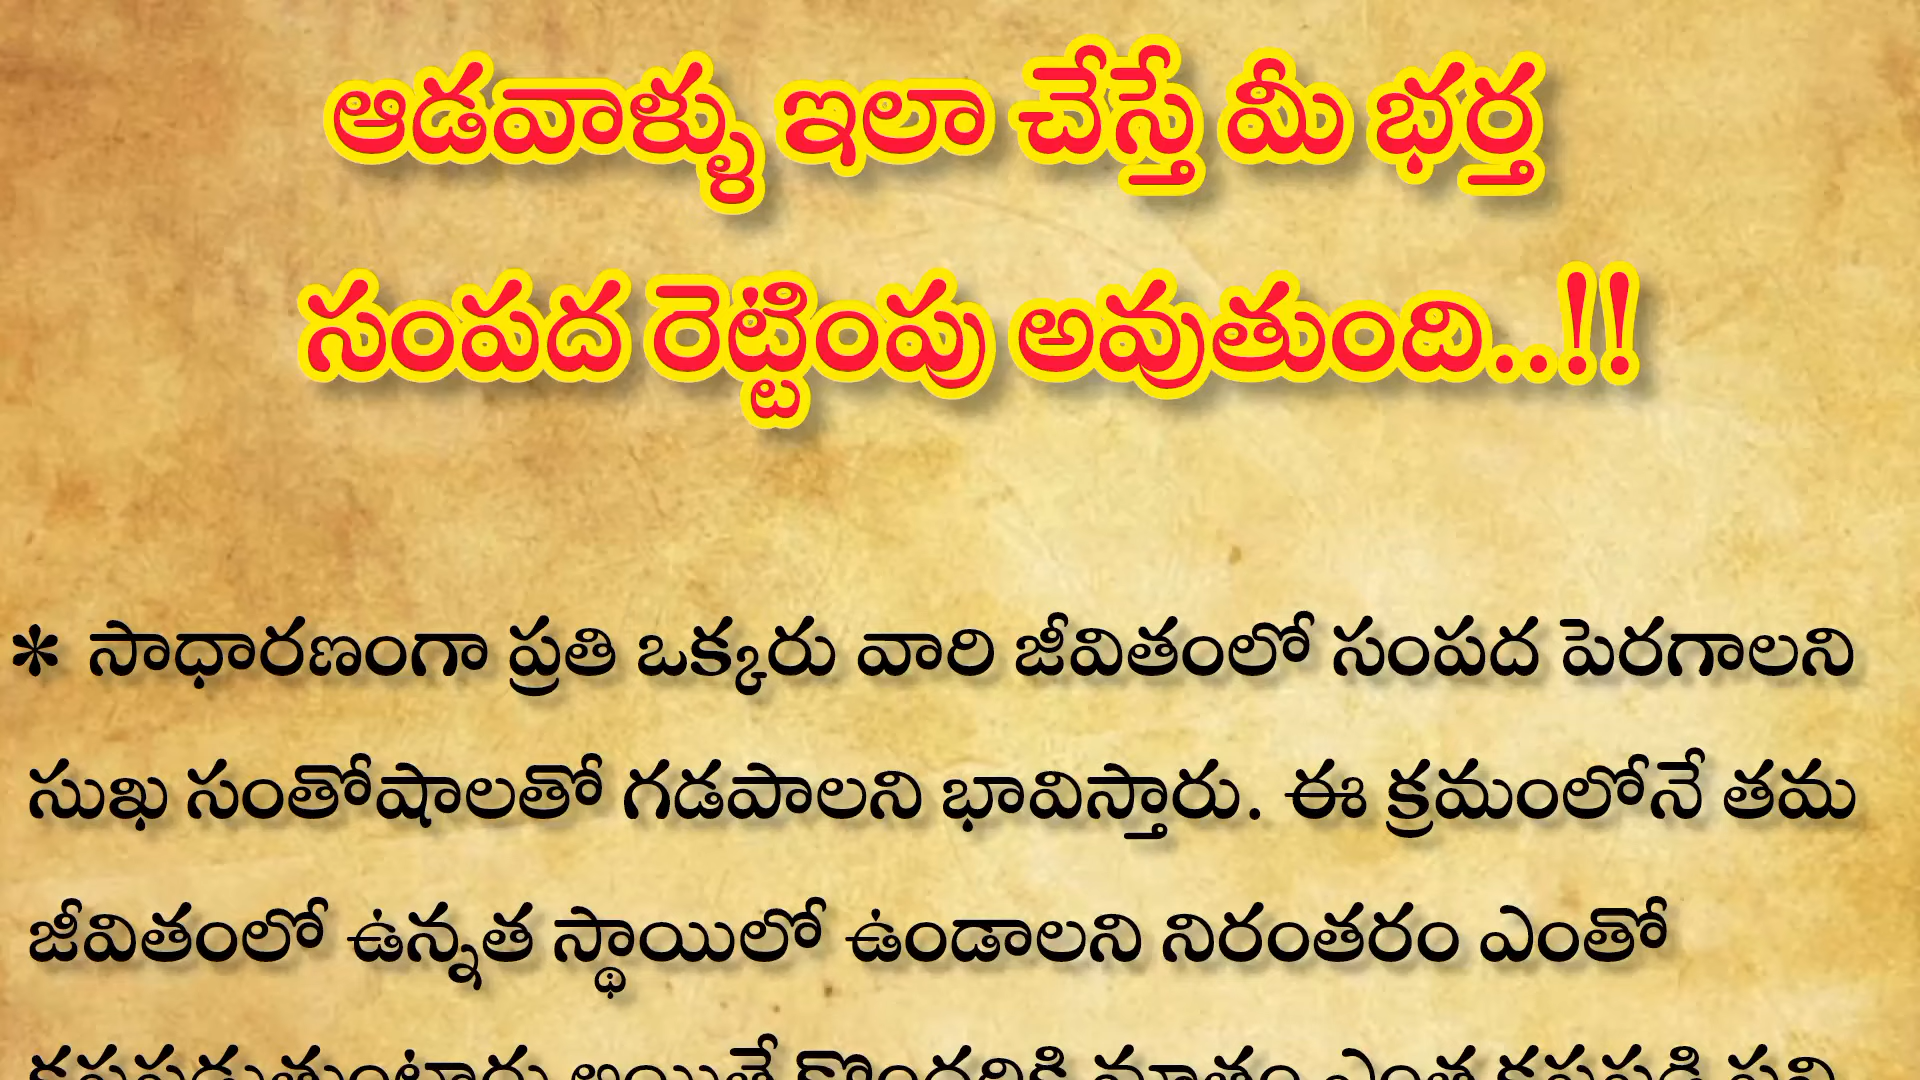 ఆడవాళ్ళు ఇలా చేస్తే మీ భర్త
సంపద రెట్టింపు అవుతుంది..!!
* సాధారణంగా ప్రతి ఒక్కరు వారి జీవితంలో సంపద పెరగాలని
సుఖ సంతోషాలతో గడపాలని భావిస్తారు. ఈ క్రమంలోనే తమ
జీవితంలో ఉన్నత స్థాయిలో ఉండాలని నిరంతరం ఎంతో